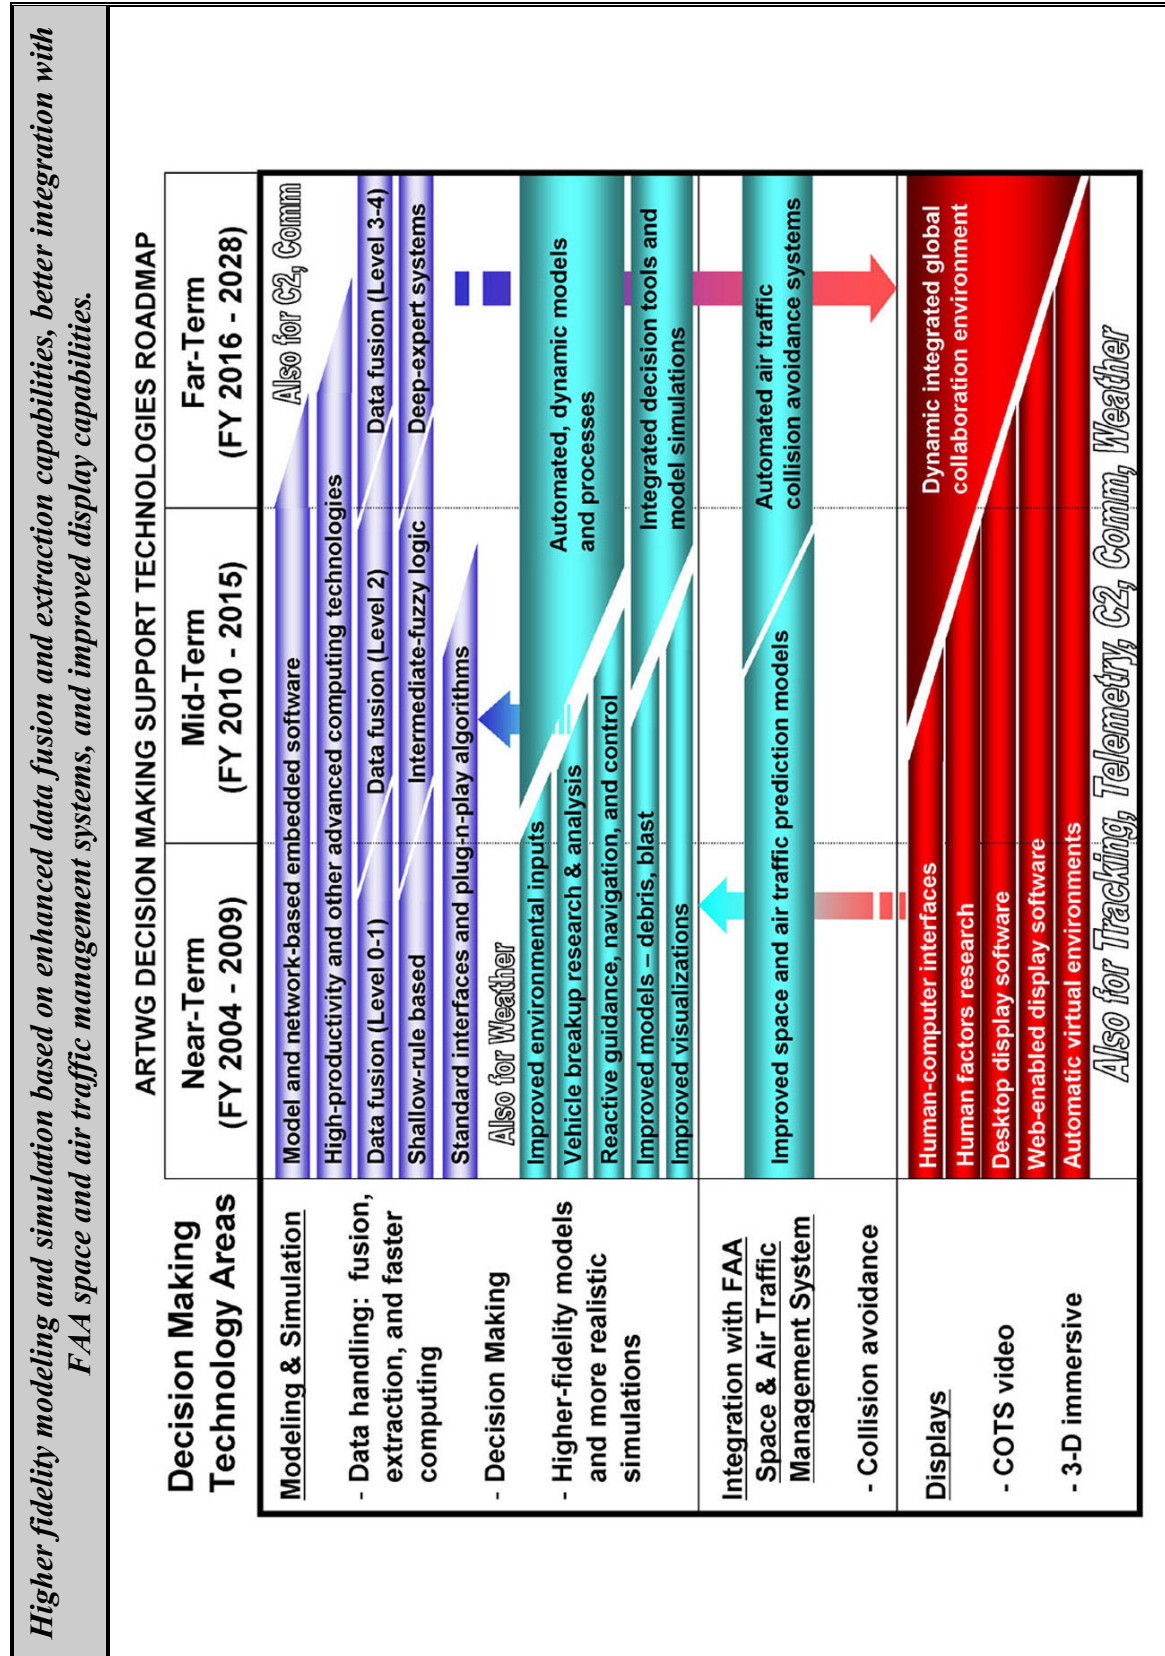 Higher fidelity modeling and simulation based on enhanced data fusion and extraction capabilities, better integration with
FAA space and air traffic management systems, and improved display capabilities.
ARTWG DECISION MAKING SUPPORT TECHNOLOGIES ROADMAP
Decision Making
Technology Areas
Near-Term
(FY 2004 - 2009)
Mid-Term
(FY 2010 - 2015)
Far-Term
(FY 2016 - 2028)
Modeling & Simulation
- Data handling: fusion,
extraction, and faster
computing
- Decision Making
- Higher-fidelity models
and more realistic
simulations
Model and network-based embedded software
Also for C2, Comm
High-productivity and other advanced computing technologies
Data fusion (Level 0-1)
Data fusion (Level 2)
Data fusion (Level 3-4)
Shallow-rule based
Intermediate-fuzzy logic
Deep-expert systems
Standard interfaces and plug-n-play algorithms
Also for Weather
Improved environmental inputs
Vehicle breakup research & analysis
Reactive guidance, navigation, and control
Improved models – debris, blast
Improved visualizations
Automated, dynamic models
and processes
Integrated decision tools and
model simulations
Integration with FAA
Space & Air Traffic
Management System
- Collision avoidance
Improved space and air traffic prediction models
Automated air traffic
collision avoidance systems
Displays
- COTS video
- 3-D immersive
Human-computer interfaces
Human factors research
Desktop display software
Web-enabled display software
Automatic virtual environments
Dynamic integrated global
collaboration environment
Also for Tracking, Telemetry, C2, Comm, Weather